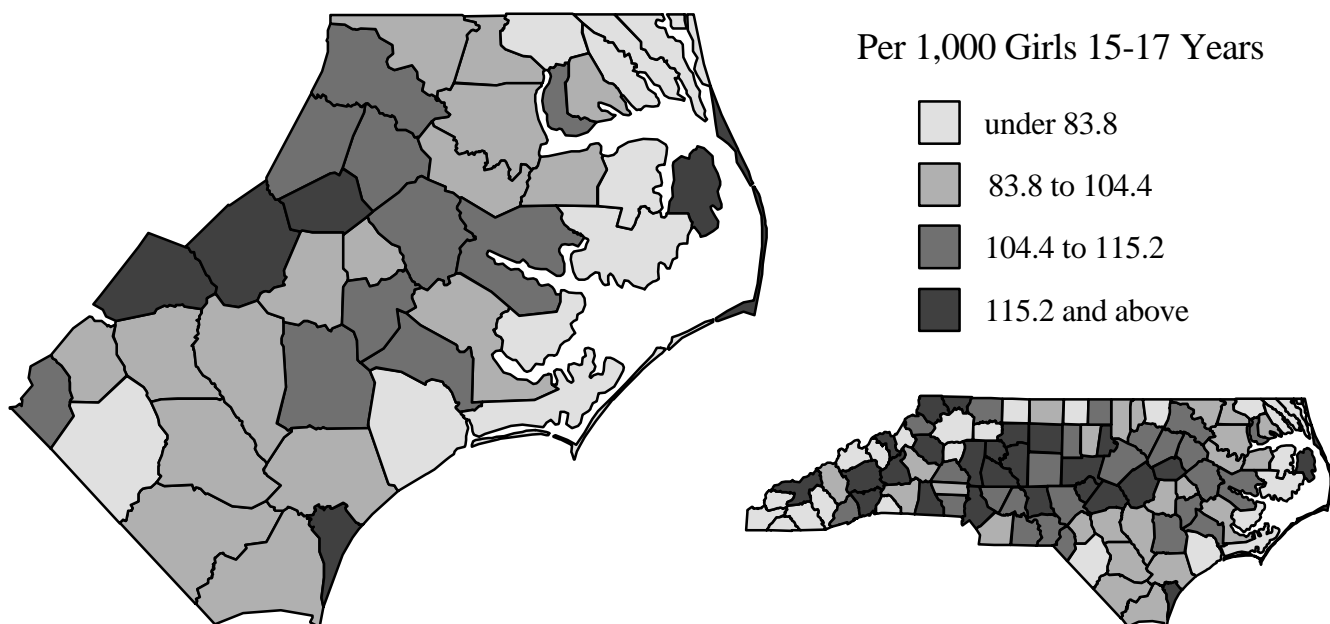 Per 1,000 Girls 15-17 Years
under 83.8
83.8 to 104.4
104.4 to 115.2
115.2 and above